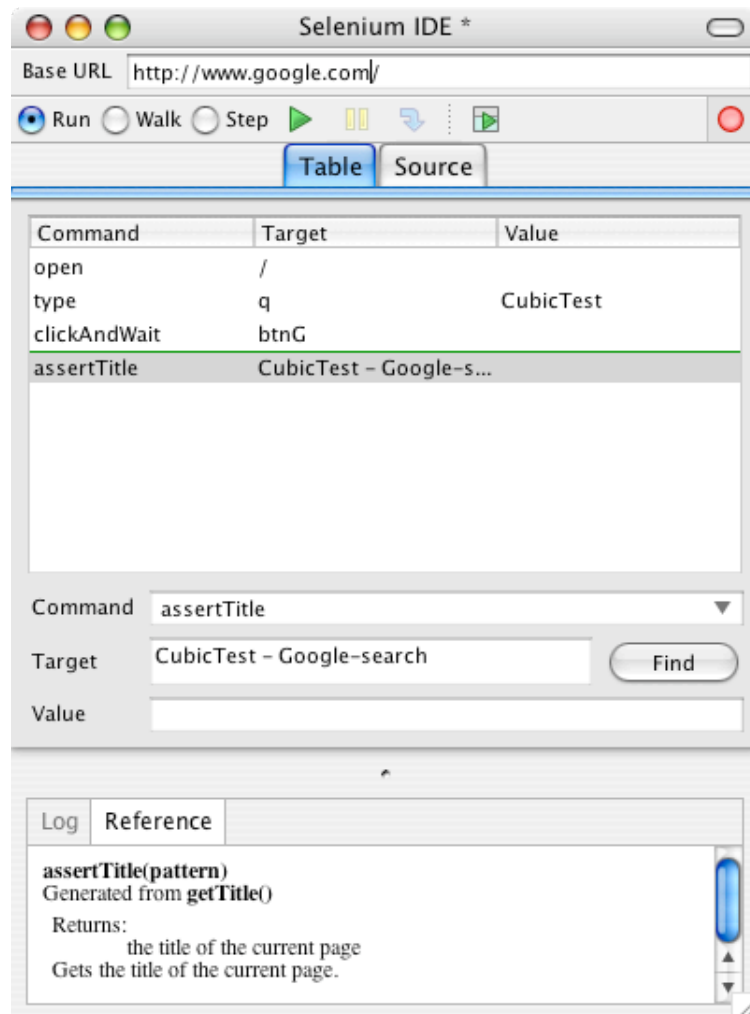 Selenium IDE *
Base URL http://www.google.com/
Run Walk Step
Table Source
Command Target Value
open /
type q CubicTest
clickAndWait btnG
assertTitle CubicTest – Google-s...
Command assertTitle
Target CubicTest – Google-search Find
Value
Log Reference
assertTitle(pattern)
Generated from getTitle()
Returns:
the title of the current page
Gets the title of the current page.